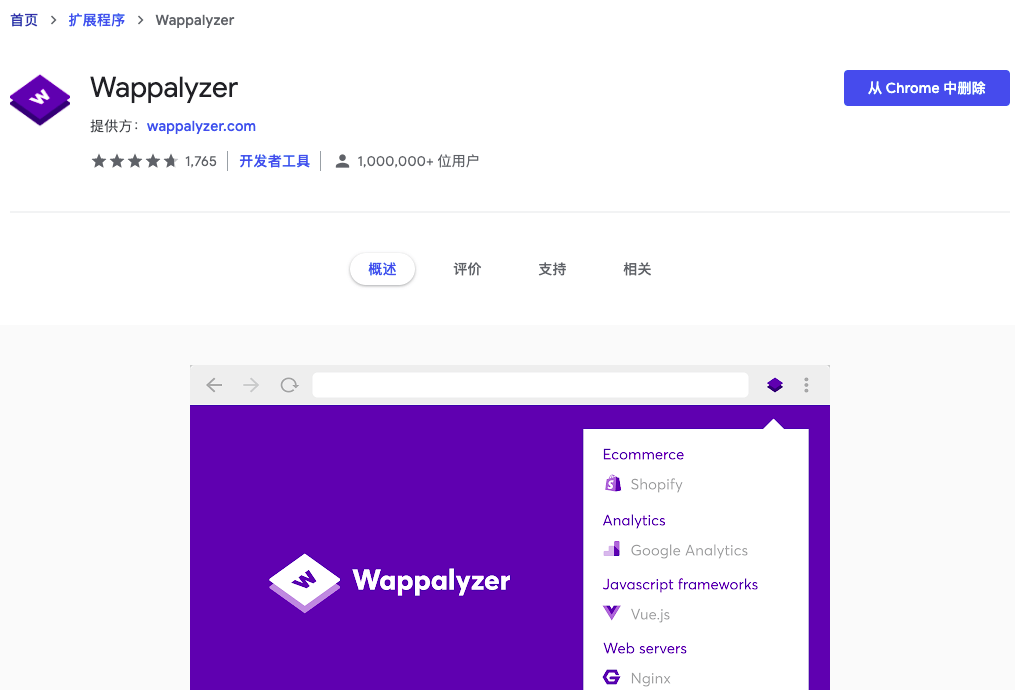 首页 > 扩展程序 > Wappalyzer
Wappalyzer
从 Chrome 中删除
提供方： wappalyzer.com
1,765 开发者工具 1,000,000+ 位用户
概述 评价 支持 相关
Ecommerce
Shopify
Analytics
Google Analytics
Javascript frameworks
Wappalyzer
Vue.js
Web servers
Nginx